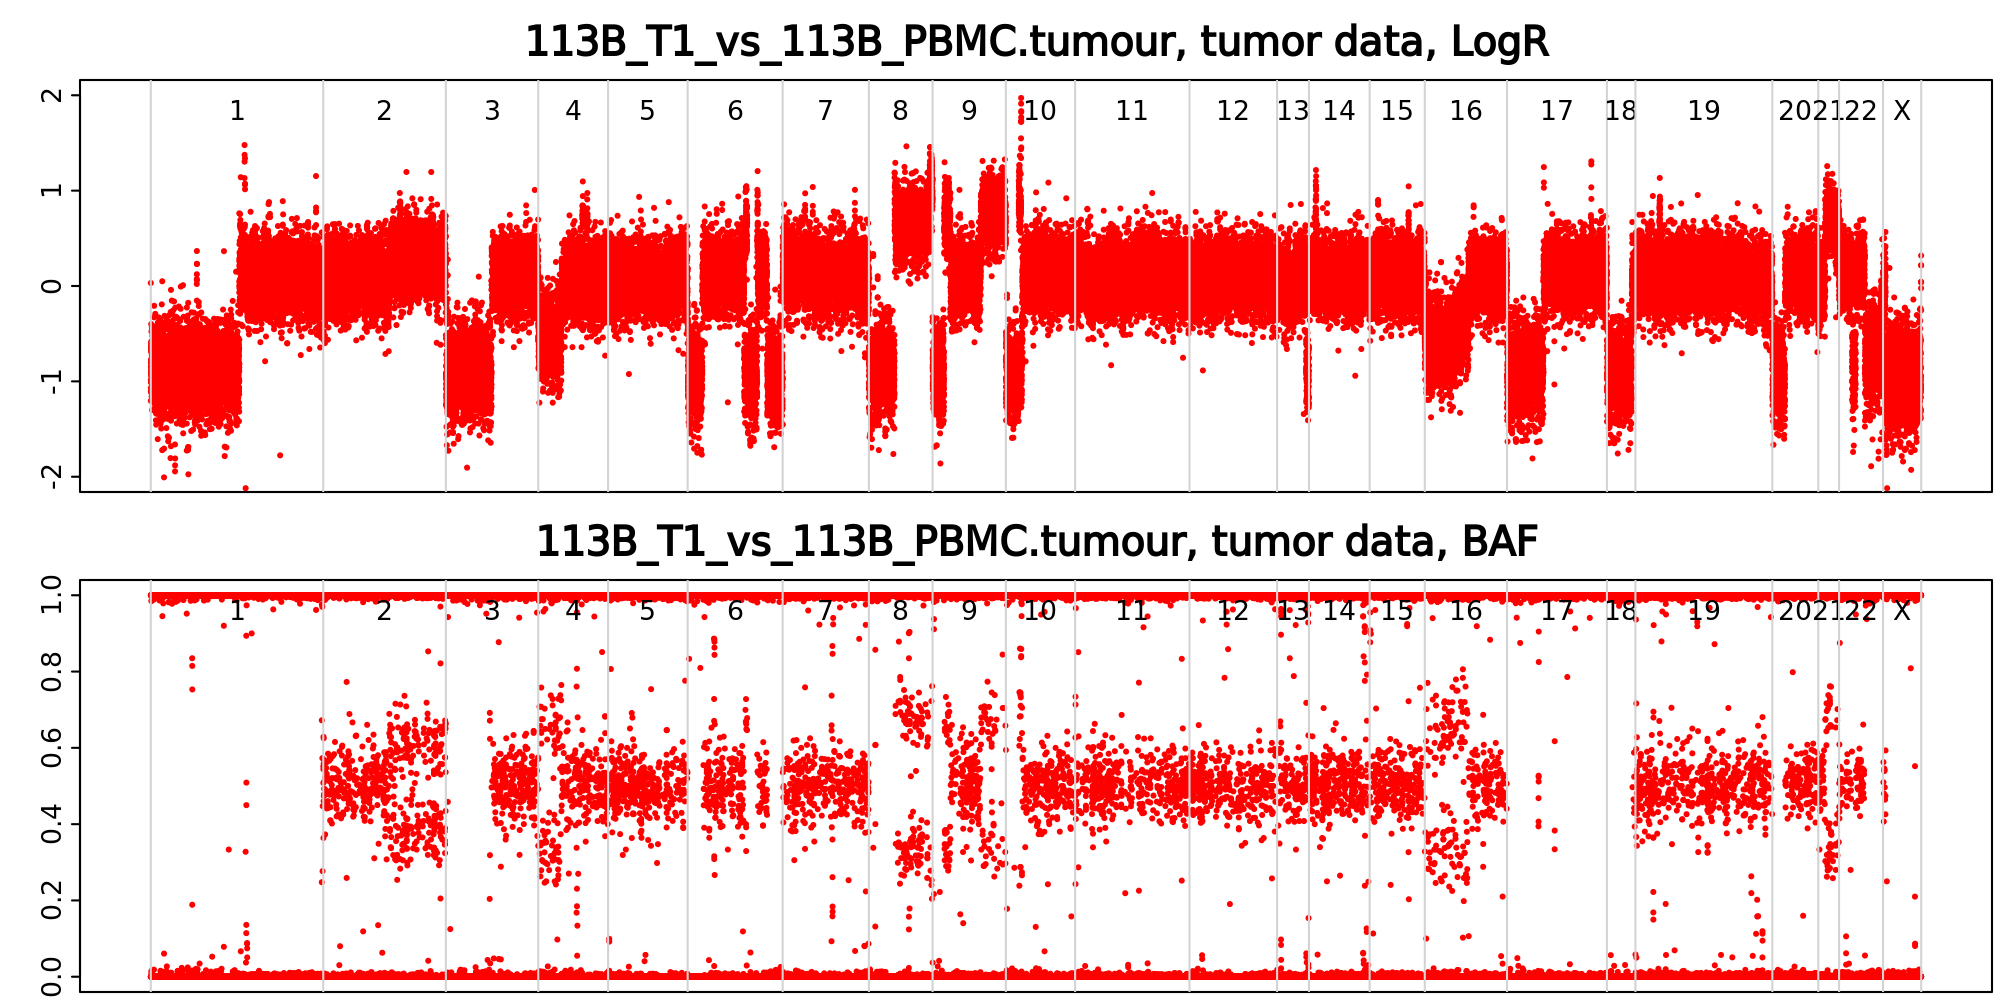 113B_T1_vs_113B_PBMC.tumour, tumor data, LogR
2
1 2 3 4 5 6 7 8 9 10 11 12 13 14 15 16 17 18 19 20 21 22 X
1
0
-1
-2
113B_T1_vs_113B_PBMC.tumour, tumor data, BAF
1.0
1 2 3 4 5 6 7 8 9 10 11 12 13 14 15 16 17 18 19 20 21 22 X
0.8
0.6
0.4
0.2
0.0